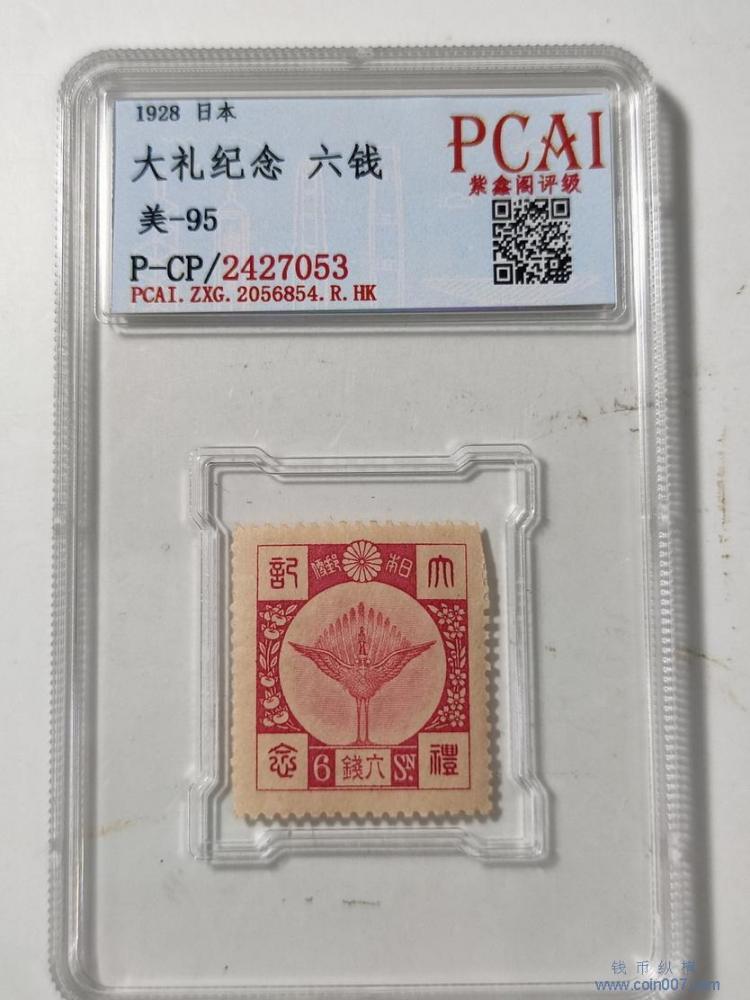 1928 日本
大礼纪念 六钱
美-95
P-CP/2427053
PCAI.ZXG.2056854.R.HK
PCAI
紫鑫阁评级
大禮記念
日本郵便
6 錢六 SN.
钱币纵横
www.coin007.com